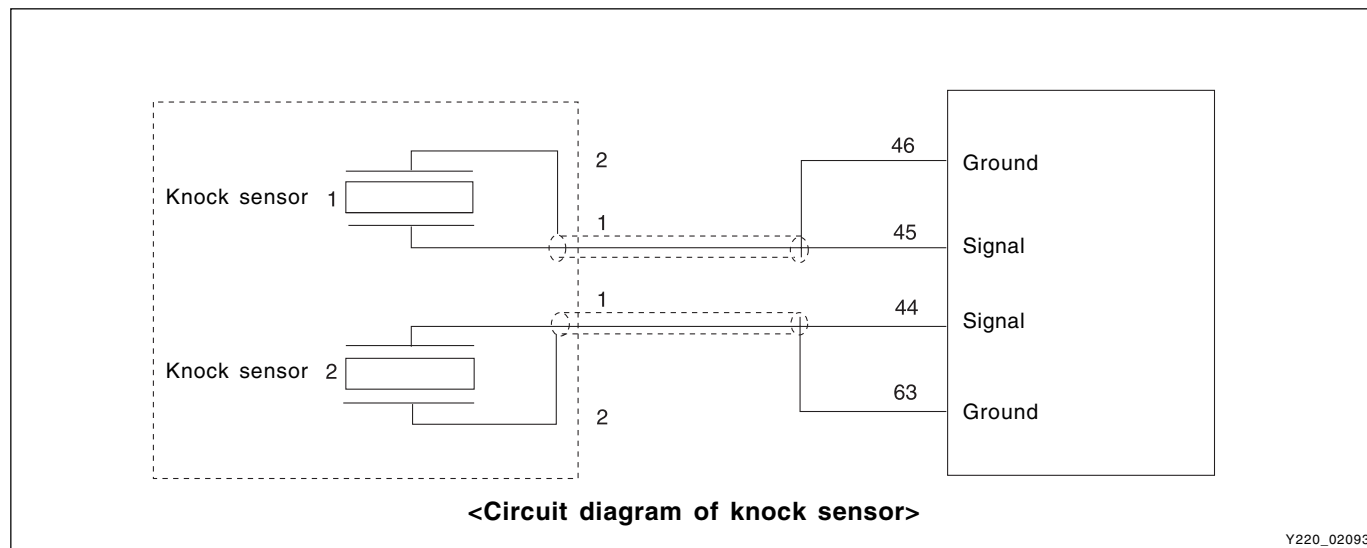 2
46
Ground
Knock sensor 1
1
45
Signal
1
44
Signal
Knock sensor 2
63
Ground
2
<Circuit diagram of knock sensor>
Y220_02093